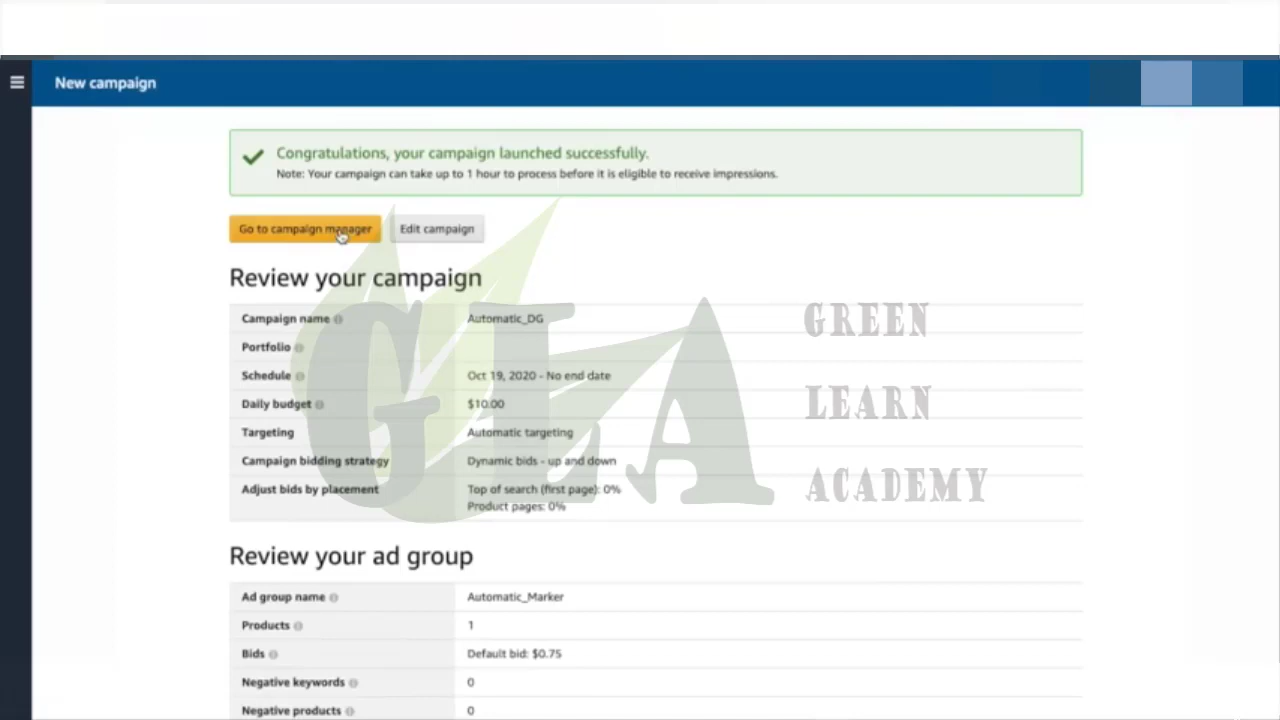 New campaign
Congratulations, your campaign launched successfully.
Note: Your campaign can take up to 1 hour to process before it is eligible to receive impressions.
Go to campaign manager Edit campaign
Review your campaign
Campaign name Automatic_DG
Portfolio
Schedule Oct 19, 2020 - No end date
Daily budget $10.00
Targeting Automatic targeting
Campaign bidding strategy Dynamic bids - up and down
Adjust bids by placement Top of search (first page): 0%
Product pages: 0%
GLA
GREEN
LEARN
ACADEMY
Review your ad group
Ad group name Automatic_Marker
Products 1
Bids Default bid: $0.75
Negative keywords 0
Negative products 0